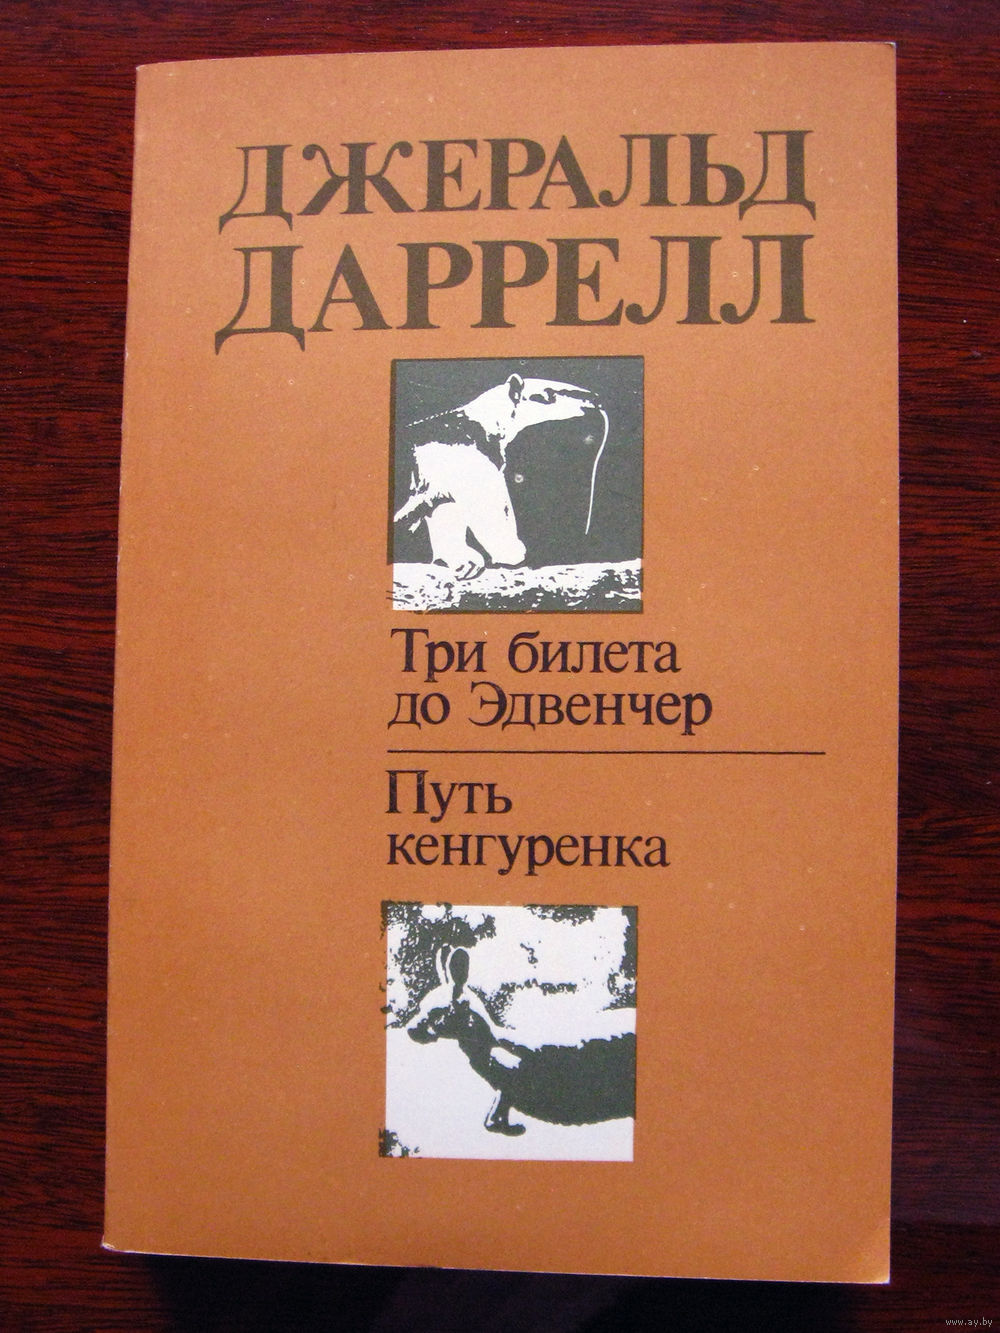 ДЖЕРАЛЬД
ДАРРЕЛЛ
Три билета
до Эдвенчер
Путь
кенгуренка
www.ay.by